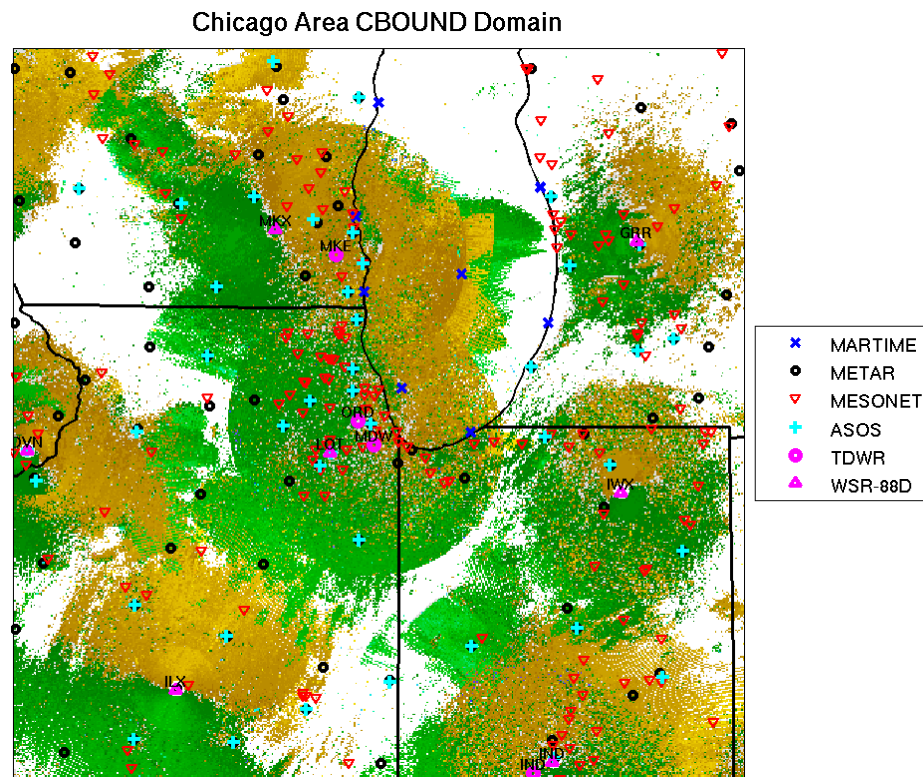 Chicago Area CBOUND Domain
MKX
GRR
MKE
ORD
MDW
LOT
DVN
IWX
ILX
IND
IND
MARTIME
METAR
MESONET
ASOS
TDWR
WSR-88D